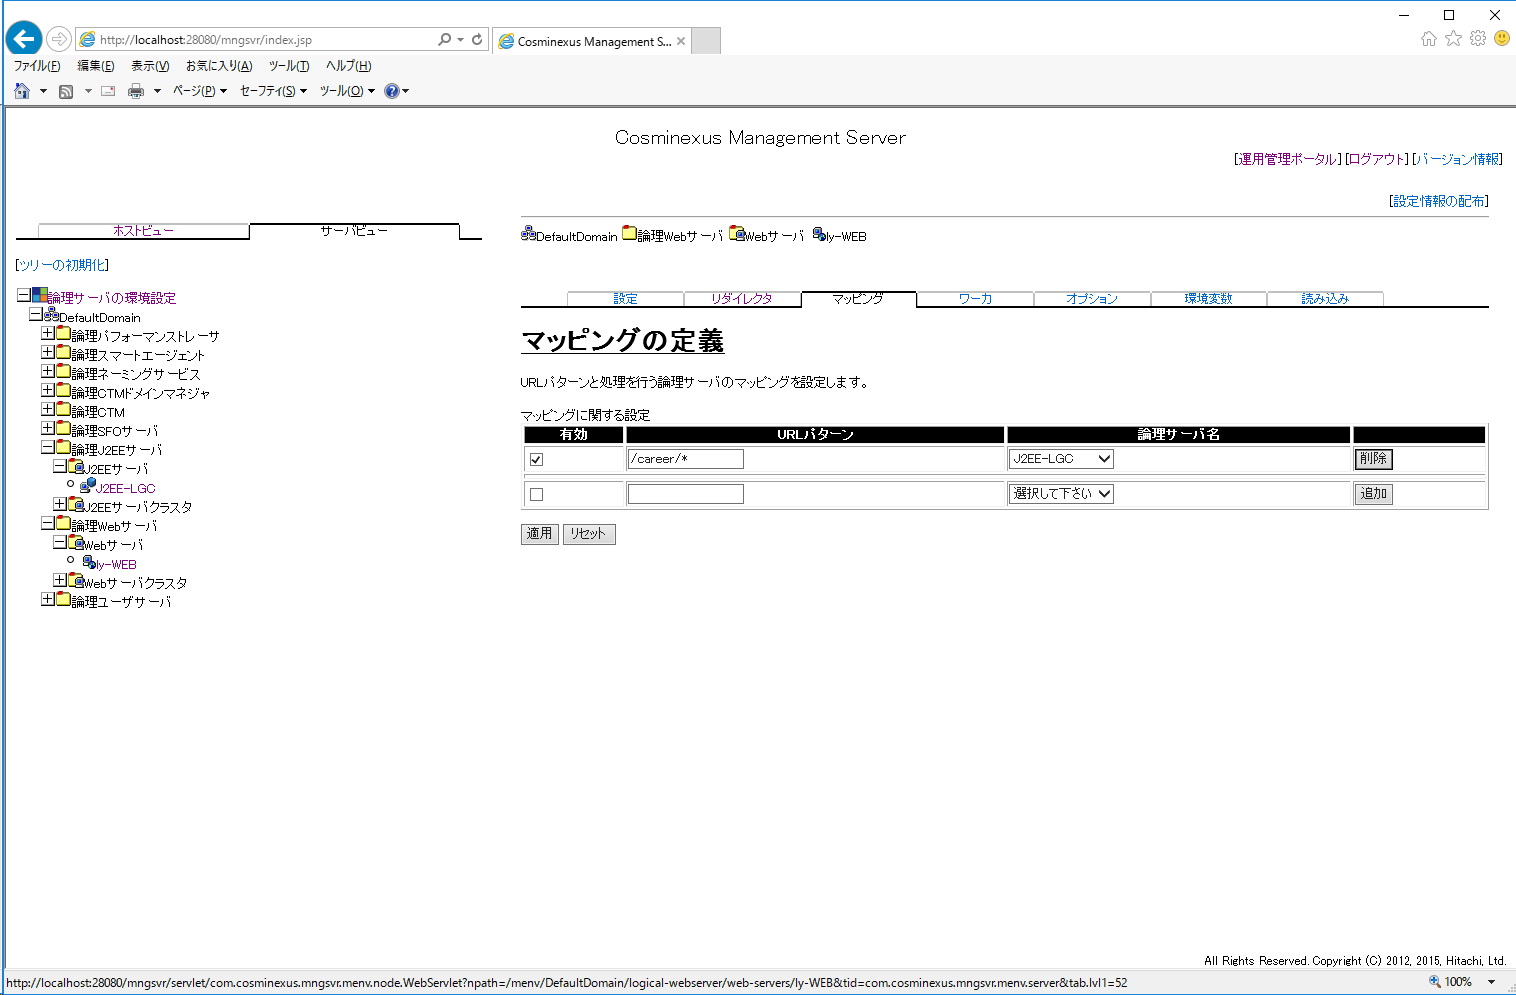 http://localhost:28080/mngsvr/index.jsp
Cosminexus Management S...
ファイル(F) 編集(E) 表示(V) お気に入り(A) ツール(T) ヘルプ(H)
ページ(P) セーフティ(S) ツール(O)
Cosminexus Management Server
[運用管理ポータル] [ログアウト] [バージョン情報]
[設定情報の配布]
ホストビュー サーバビュー
[ツリーの初期化]
論理サーバの環境設定
DefaultDomain
論理パフォーマンストレーサ
論理スマートエージェント
論理ネーミングサービス
論理CTMドメインマネジャ
論理CTM
論理SFOサーバ
論理J2EEサーバ
J2EEサーバ
J2EE-LGC
J2EEサーバクラスタ
論理Webサーバ
Webサーバ
ly-WEB
Webサーバクラスタ
論理ユーザサーバ
DefaultDomain 論理Webサーバ Webサーバ ly-WEB
設定 リダイレクタ マッピング ワーカ オプション 環境変数 読み込み
マッピングの定義
URLパターンと処理を行う論理サーバのマッピングを設定します。
マッピングに関する設定
有効 URLパターン 論理サーバ名
/career/* J2EE-LGC 削除
選択して下さい 追加
適用 リセット
All Rights Reserved. Copyright (C) 2012, 2015, Hitachi, Ltd.
http://localhost:28080/mngsvr/servlet/com.cosminexus.mngsvr.menv.node.WebServlet?npath=/menv/DefaultDomain/logical-webserver/web-servers/ly-WEB&tid=com.cosminexus.mngsvr.menv.server&tab.lvl1=52
100%